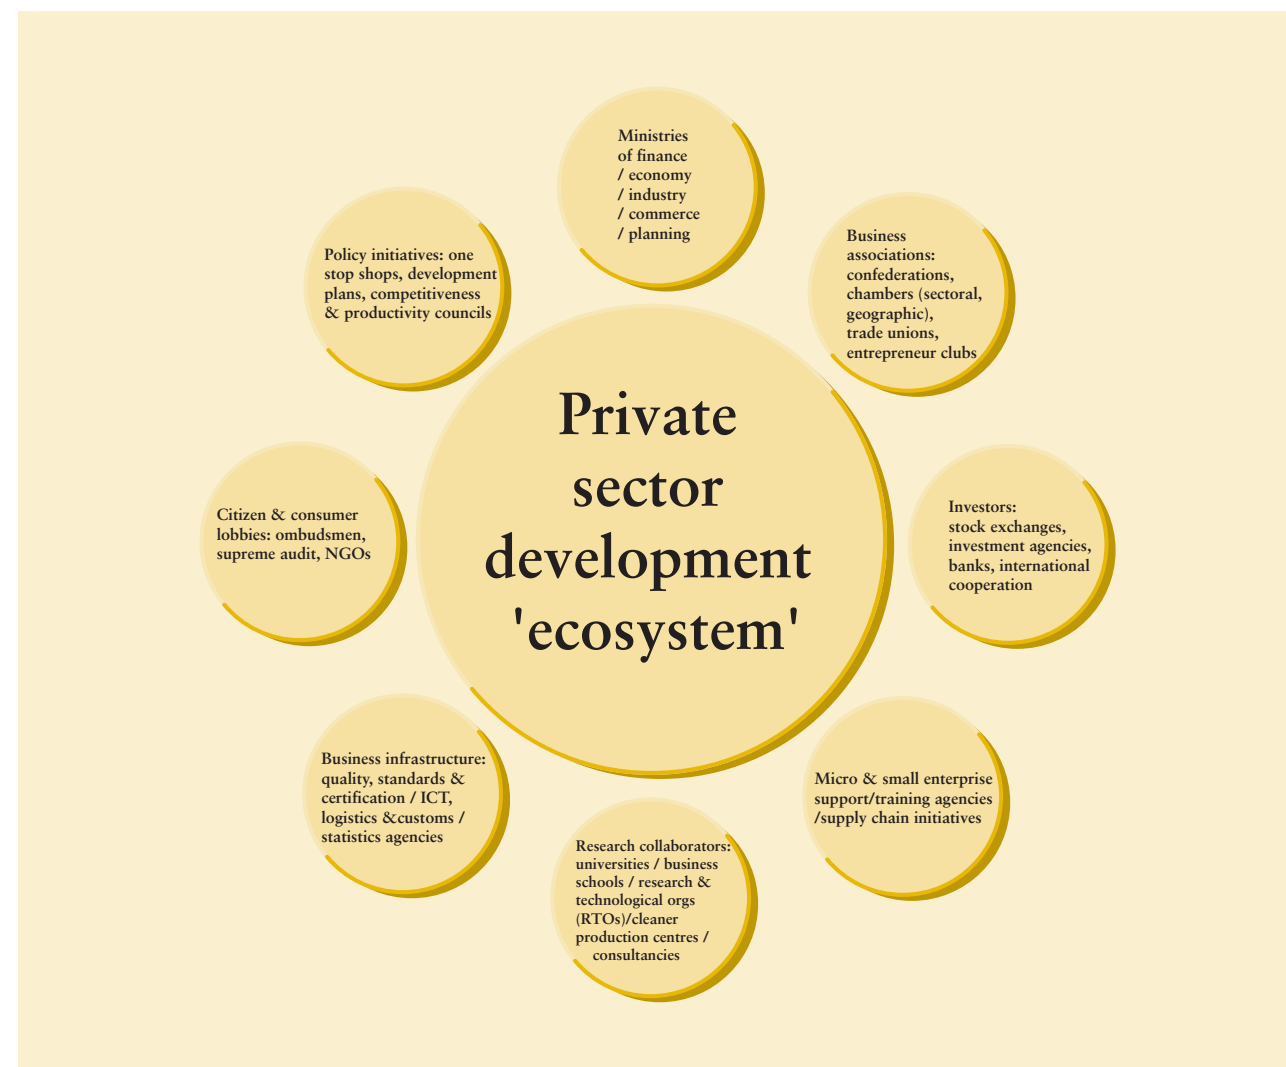 Ministries
of finance
/ economy
/ industry
/ commerce
/ planning
Business
associations:
confederations,
chambers (sectoral,
geographic),
trade unions,
entrepreneur clubs
Policy initiatives: one
stop shops, development
plans, competitiveness
& productivity councils
Private
sector
development
'ecosystem'
Citizen & consumer
lobbies: ombudsmen,
supreme audit, NGOs
Investors:
stock exchanges,
investment agencies,
banks, international
cooperation
Business infrastructure:
quality, standards &
certification / ICT,
logistics &customs /
statistics agencies
Micro & small enterprise
support/training agencies
/supply chain initiatives
Research collaborators:
universities / business
schools / research &
technological orgs
(RTOs)/cleaner
production centres /
consultancies